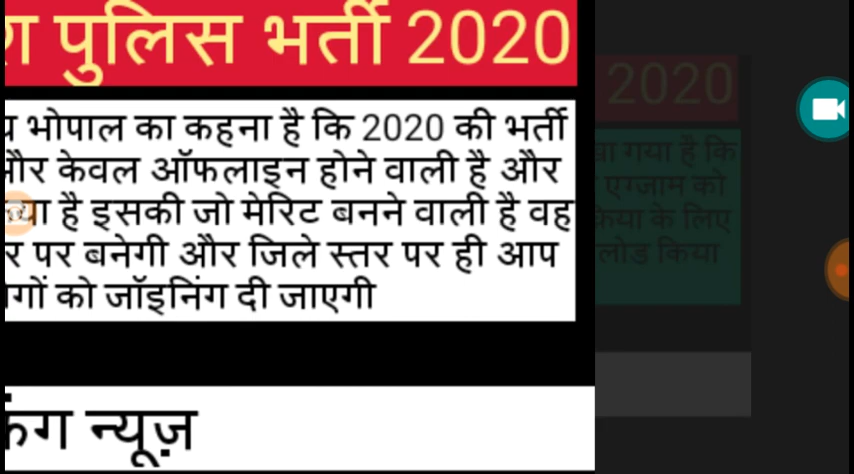 पुलिस भर्ती 2020
भोपाल का कहना है कि 2020 की भर्ती
और केवल ऑफलाइन होने वाली है और
है इसकी जो मेरिट बनने वाली है वह
पर बनेगी और जिले स्तर पर ही आप
को जॉइनिंग दी जाएगी
न्यूज़
2020
गया है कि
एग्जाम को
के लिए
किया